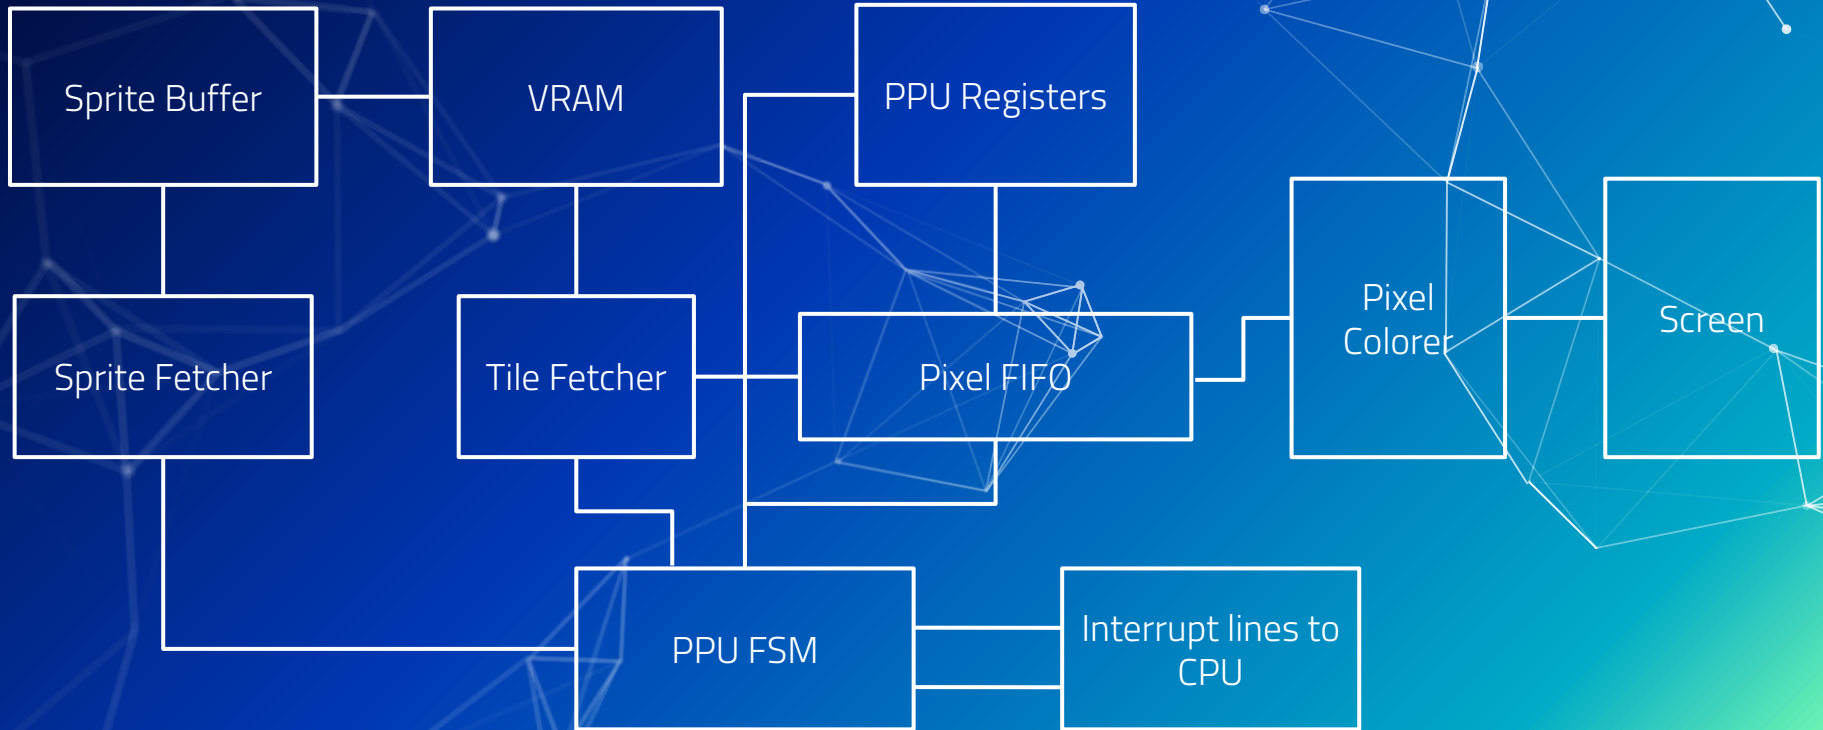 Sprite Buffer
VRAM
PPU Registers
Pixel
Colorer
Screen
Sprite Fetcher
Tile Fetcher
Pixel FIFO
PPU FSM
Interrupt lines to
CPU